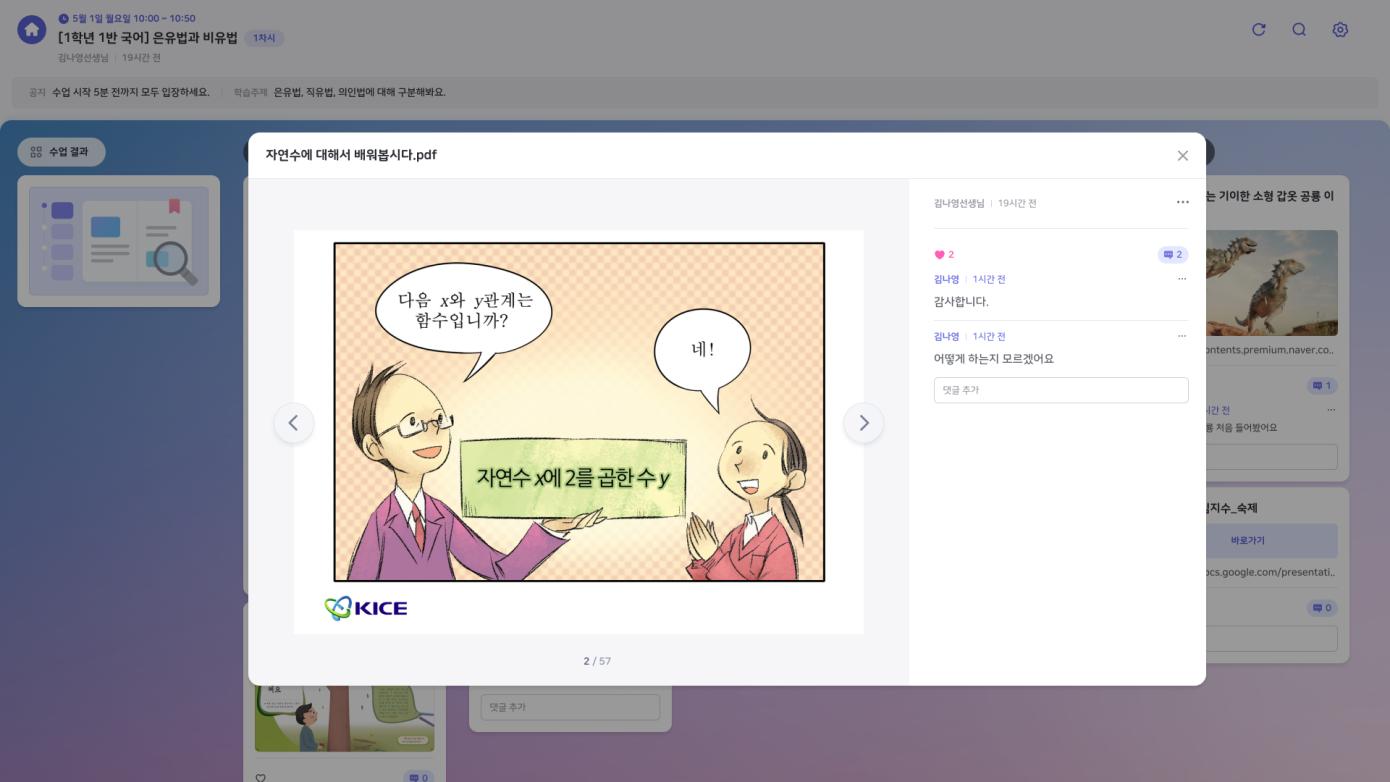 5월 1일 월요일 10:00 ~ 10:50
[1학년 1반 국어] 은유법과 비유법 1차시
김나영선생님 | 19시간 전
공지 수업 시작 5분 전까지 모두 입장하세요. | 학습주제 은유법, 직유법, 의인법에 대해 구분해봐요.
수업 결과
자연수에 대해서 배워봅시다.pdf
다음 x와 y관계는
함수입니까?
네!
자연수 x에 2를 곱한 수 y
KICE
2 / 57
김나영선생님 | 19시간 전
2
2
김나영 | 1시간 전
감사합니다.
김나영 | 1시간 전
어떻게 하는지 모르겠어요
댓글 추가
는 기이한 소형 갑옷 공룡 이
ontents.premium.naver.co..
1
시간 전
룡 처음 들어봤어요
지수_숙제
바로가기
ocs.google.com/presentati..
0
댓글 추가
0